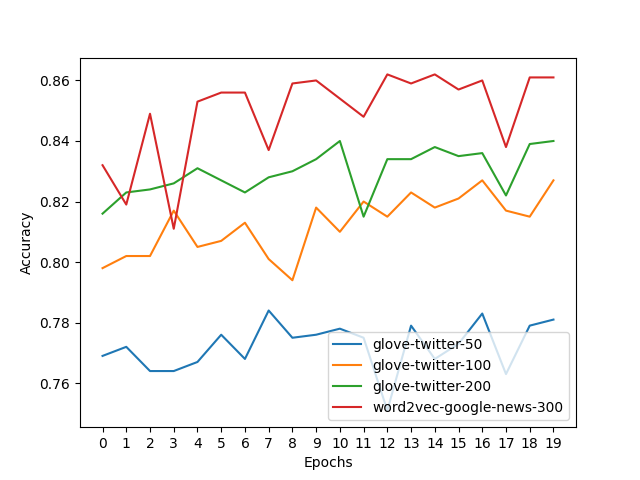 0.86
0.84
0.82
0.80
0.78
0.76
Accuracy
glove-twitter-50
glove-twitter-100
glove-twitter-200
word2vec-google-news-300
0 1 2 3 4 5 6 7 8 9 10 11 12 13 14 15 16 17 18 19
Epochs